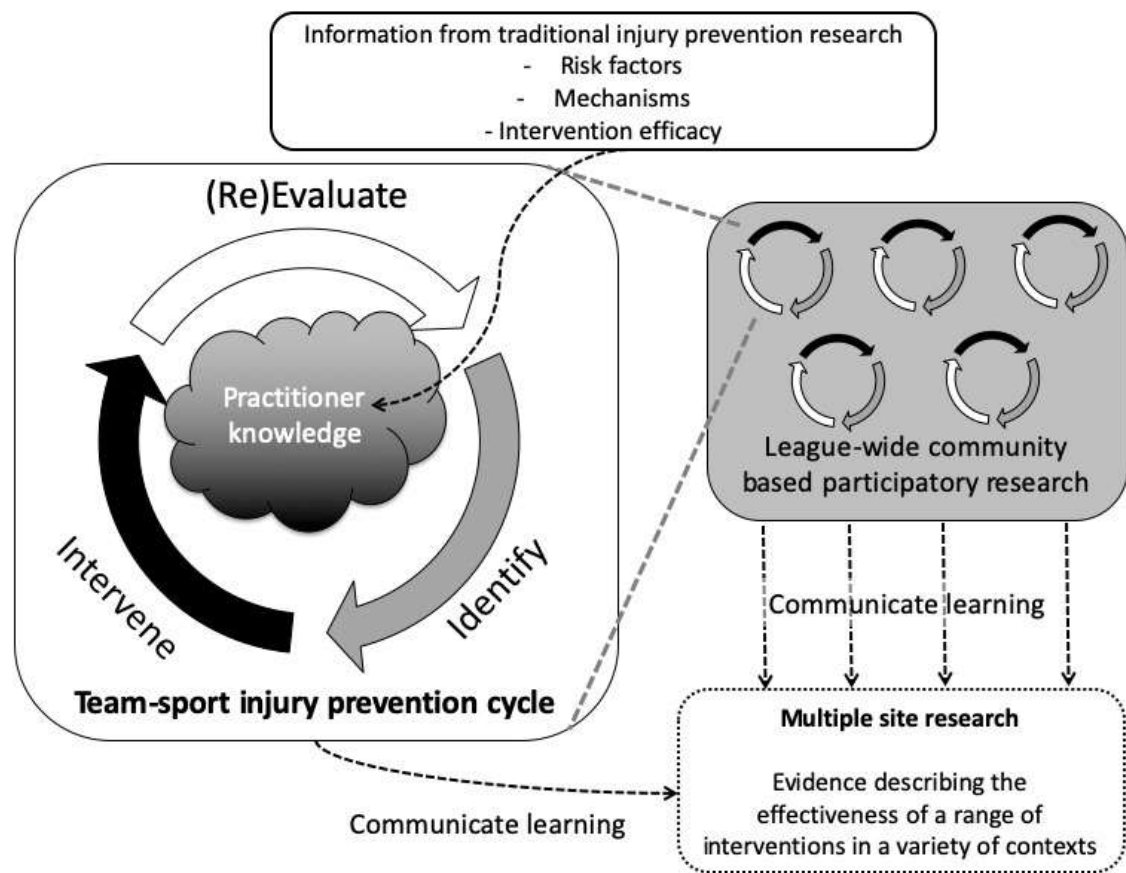 Information from traditional injury prevention research
- Risk factors
- Mechanisms
- Intervention efficacy
(Re)Evaluate
Practitioner
knowledge
Intervene
Identify
Team-sport injury prevention cycle
League-wide community
based participatory research
Communicate learning
Multiple site research
Evidence describing the
effectiveness of a range of
interventions in a variety of contexts
Communicate learning